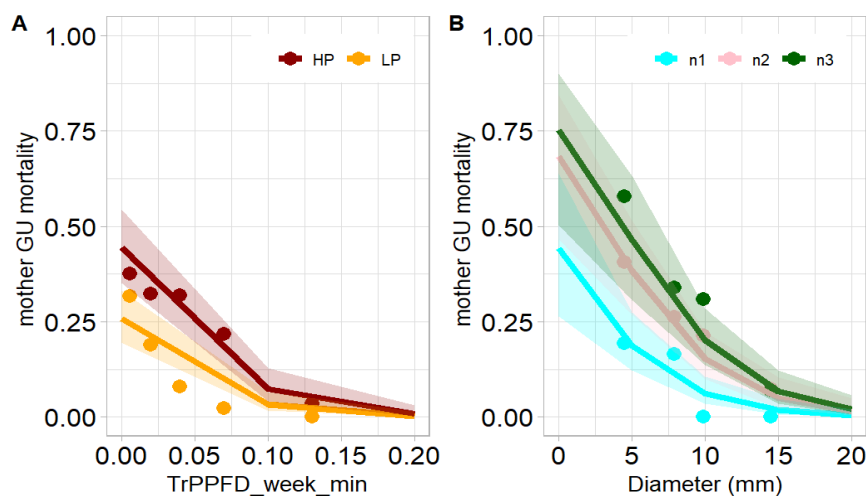 A
B
HP LP
n1 n2 n3
mother GU mortality
1.00
0.75
0.50
0.25
0.00
0.00 0.05 0.10 0.15 0.20
TrPPFD_week_min
mother GU mortality
1.00
0.75
0.50
0.25
0.00
0 5 10 15 20
Diameter (mm)